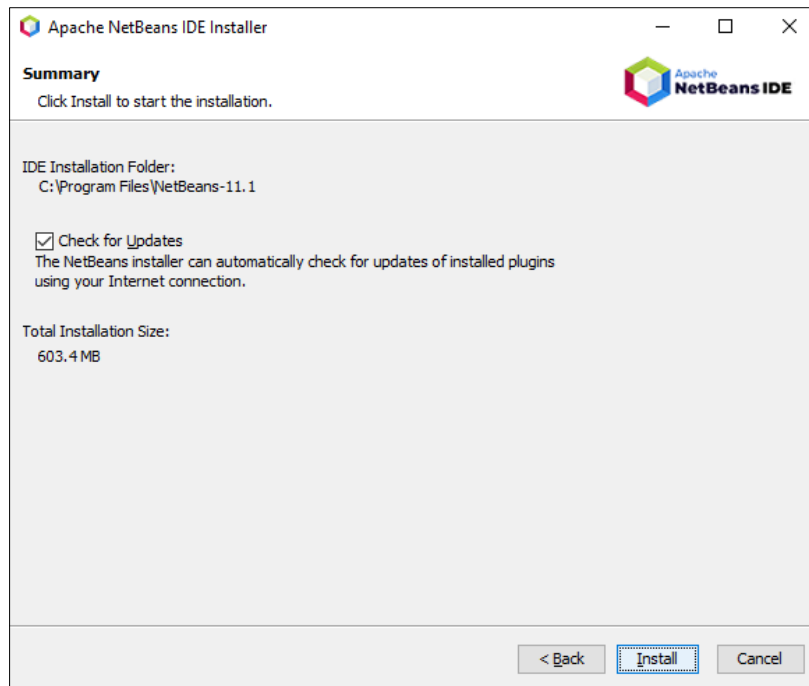 Apache NetBeans IDE Installer
Summary
Click Install to start the installation.
Apache
NetBeans IDE
IDE Installation Folder:
C:\Program Files\NetBeans-11.1
Check for Updates
The NetBeans installer can automatically check for updates of installed plugins
using your Internet connection.
Total Installation Size:
603.4 MB
< Back Install Cancel